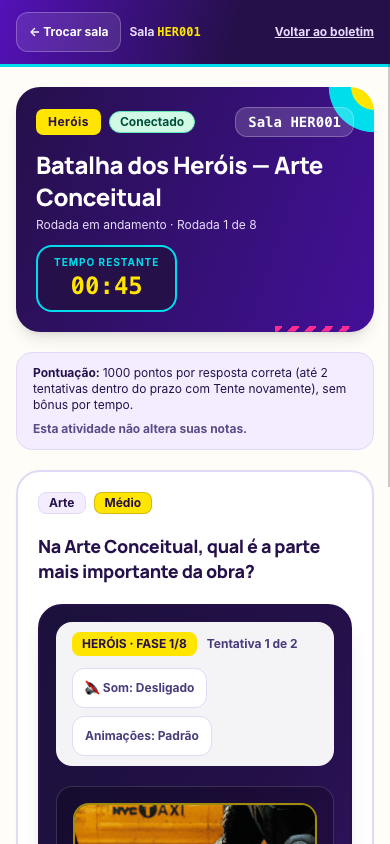 ← Trocar sala
Sala HER001
Voltar ao boletim
Heróis
Conectado
Sala HER001
Batalha dos Heróis — Arte
Conceitual
Rodada em andamento · Rodada 1 de 8
TEMPO RESTANTE
00:45
Pontuação: 1000 pontos por resposta correta (até 2
tentativas dentro do prazo com Tente novamente), sem
bônus por tempo.
Esta atividade não altera suas notas.
Arte
Médio
Na Arte Conceitual, qual é a parte
mais importante da obra?
HERÓIS · FASE 1/8
Tentativa 1 de 2
Som: Desligado
Animações: Padrão
NYC TAXI